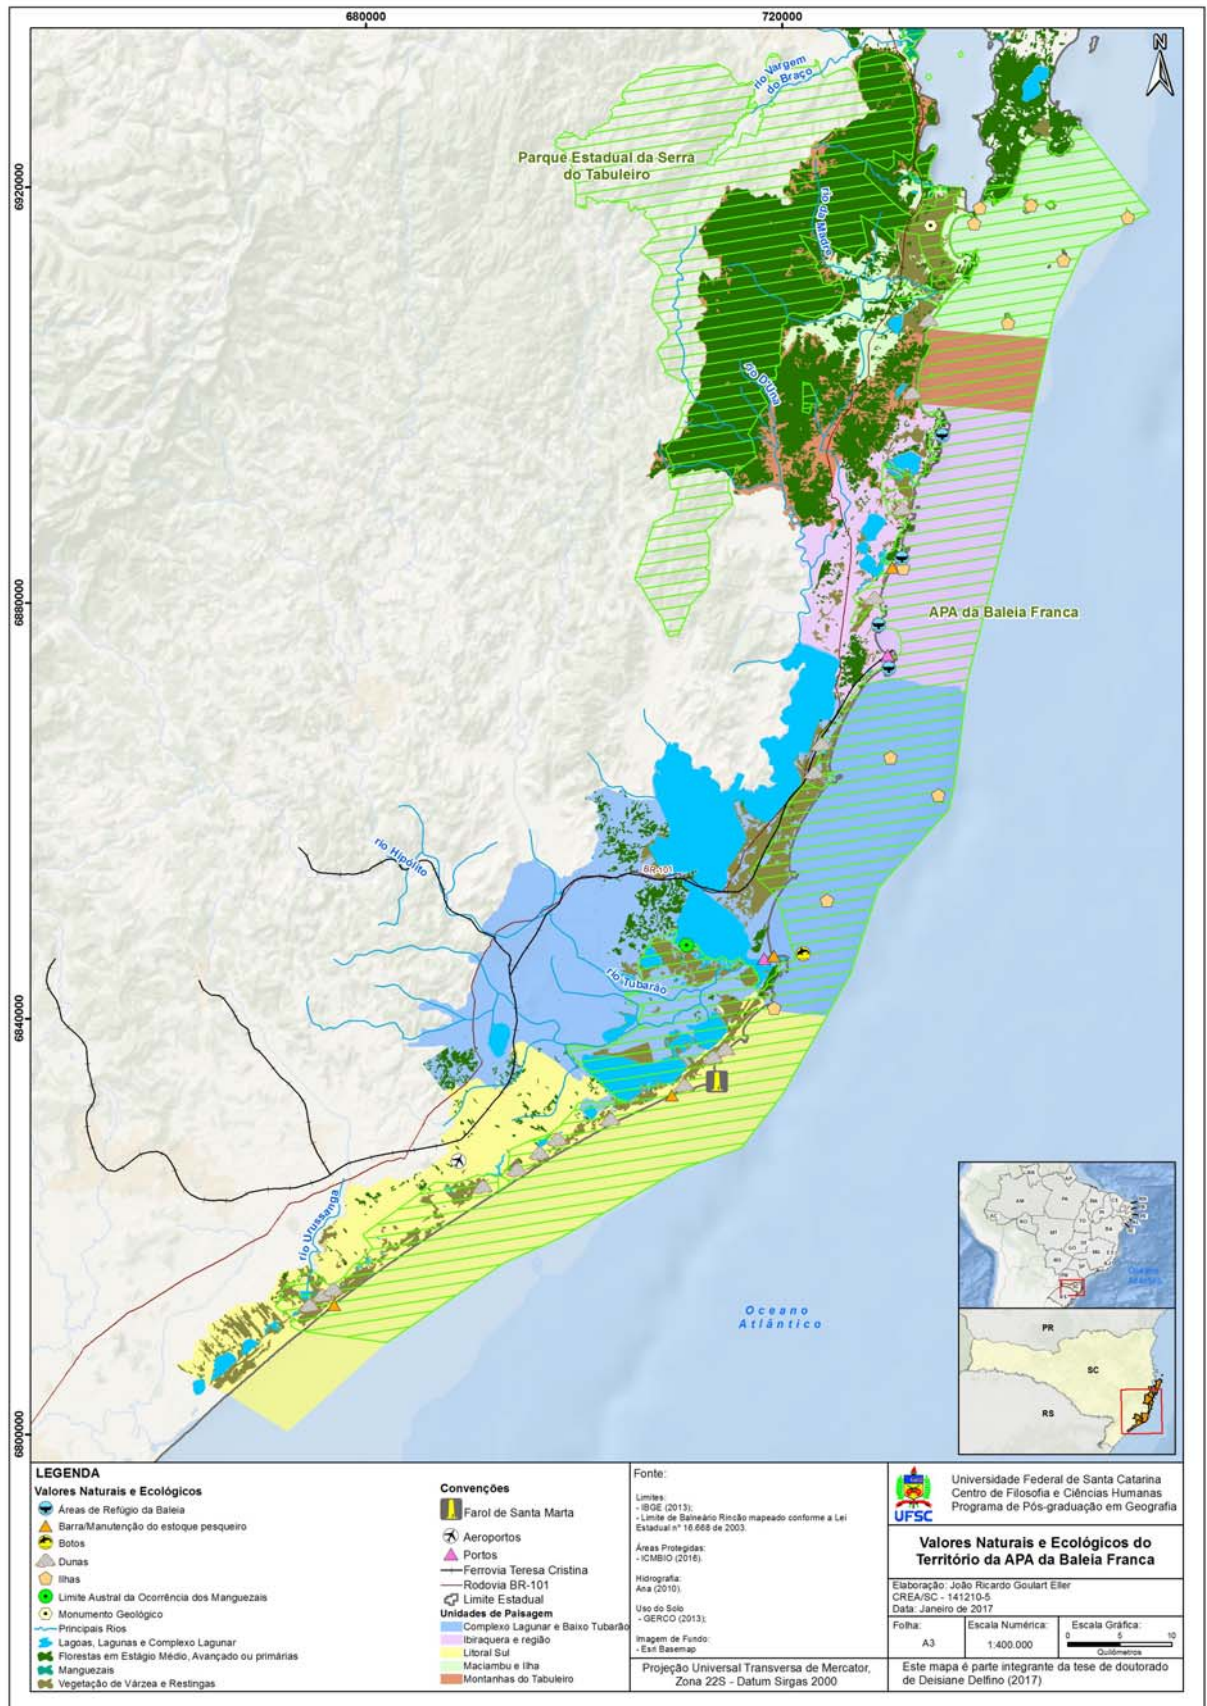 680000
720000
N
rio Vargem
do Braço
Parque Estadual da Serra
do Tabuleiro
6920000
rio da Madre
rio D'Una
6880000
APA da Baleia Franca
rio Hipólito
BR-101
rio Tubarão
6840000
rio Urussanga
Oceano
Atlântico
6800000
PR
SC
RS
LEGENDA
Valores Naturais e Ecológicos
Áreas de Refúgio da Baleia
Barra/Manutenção do estoque pesqueiro
Botos
Dunas
Ilhas
Limite Austral da Ocorrência dos Manguezais
Monumento Geológico
Principais Rios
Lagoas, Lagunas e Complexo Lagunar
Florestas em Estágio Médio, Avançado ou primárias
Manguezais
Vegetação de Várzea e Restingas
Convenções
Farol de Santa Marta
Aeroportos
Portos
Ferrovia Teresa Cristina
Rodovia BR-101
Limite Estadual
Unidades de Paisagem
Complexo Lagunar e Baixo Tubarão
Ibiraquera e região
Litoral Sul
Maciambu e Ilha
Montanhas do Tabuleiro
Fonte:
Limites:
- IBGE (2013);
- Limite de Balneário Rincão mapeado conforme a Lei
Estadual nº 16.668 de 2003.
Áreas Protegidas:
- ICMBIO (2016).
Hidrografia:
Ana (2010).
Uso do Solo
- GERCO (2013);
Imagem de Fundo:
- Esri Basemap
Projeção Universal Transversa de Mercator,
Zona 22S - Datum Sirgas 2000
UFSC
Universidade Federal de Santa Catarina
Centro de Filosofia e Ciências Humanas
Programa de Pós-graduação em Geografia
Valores Naturais e Ecológicos do
Território da APA da Baleia Franca
Elaboração: João Ricardo Goulart Eller
CREA/SC - 141210-5
Data: Janeiro de 2017
Folha:
A3
Escala Numérica:
1:400.000
Escala Gráfica:
0 5 10
Quilômetros
Este mapa é parte integrante da tese de doutorado
de Deisiane Delfino (2017)